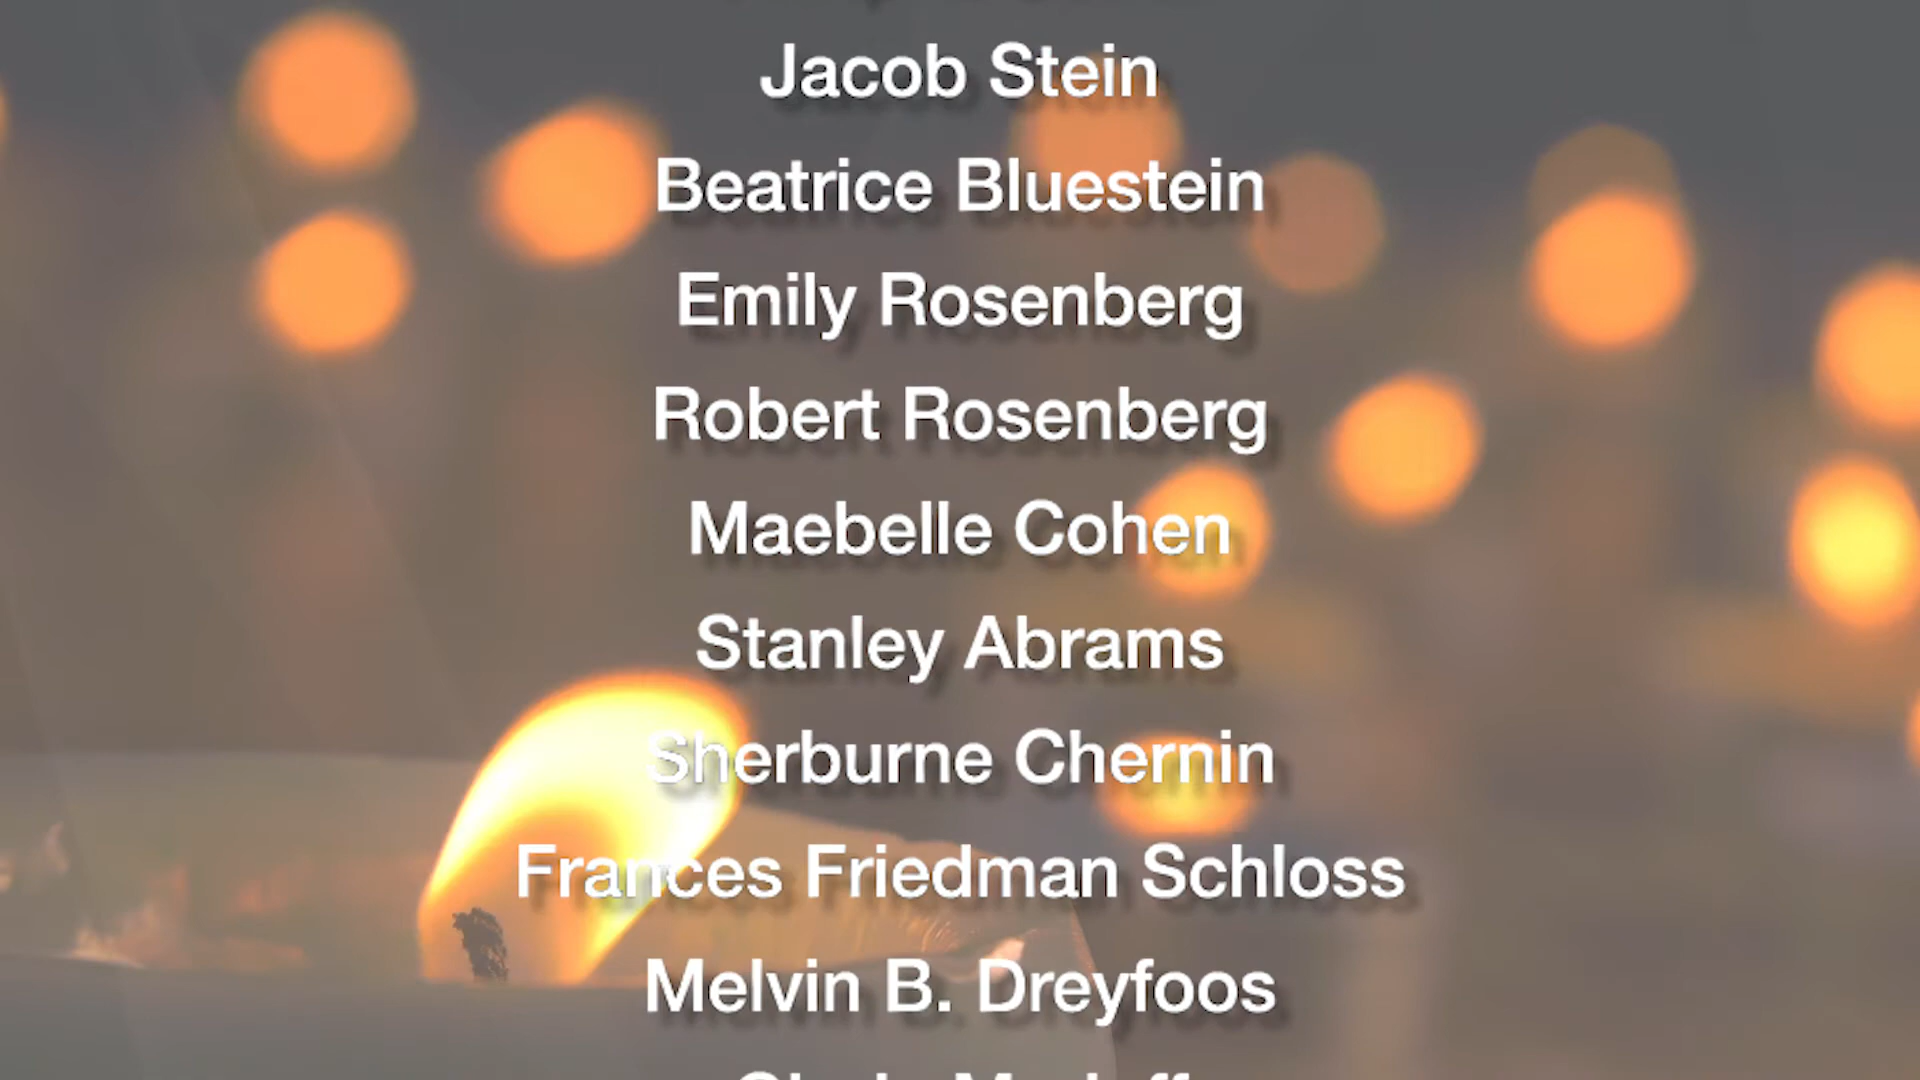 Jacob Stein
Beatrice Bluestein
Emily Rosenberg
Robert Rosenberg
Maebelle Cohen
Stanley Abrams
Sherburne Chernin
Frances Friedman Schloss
Melvin B. Dreyfoos